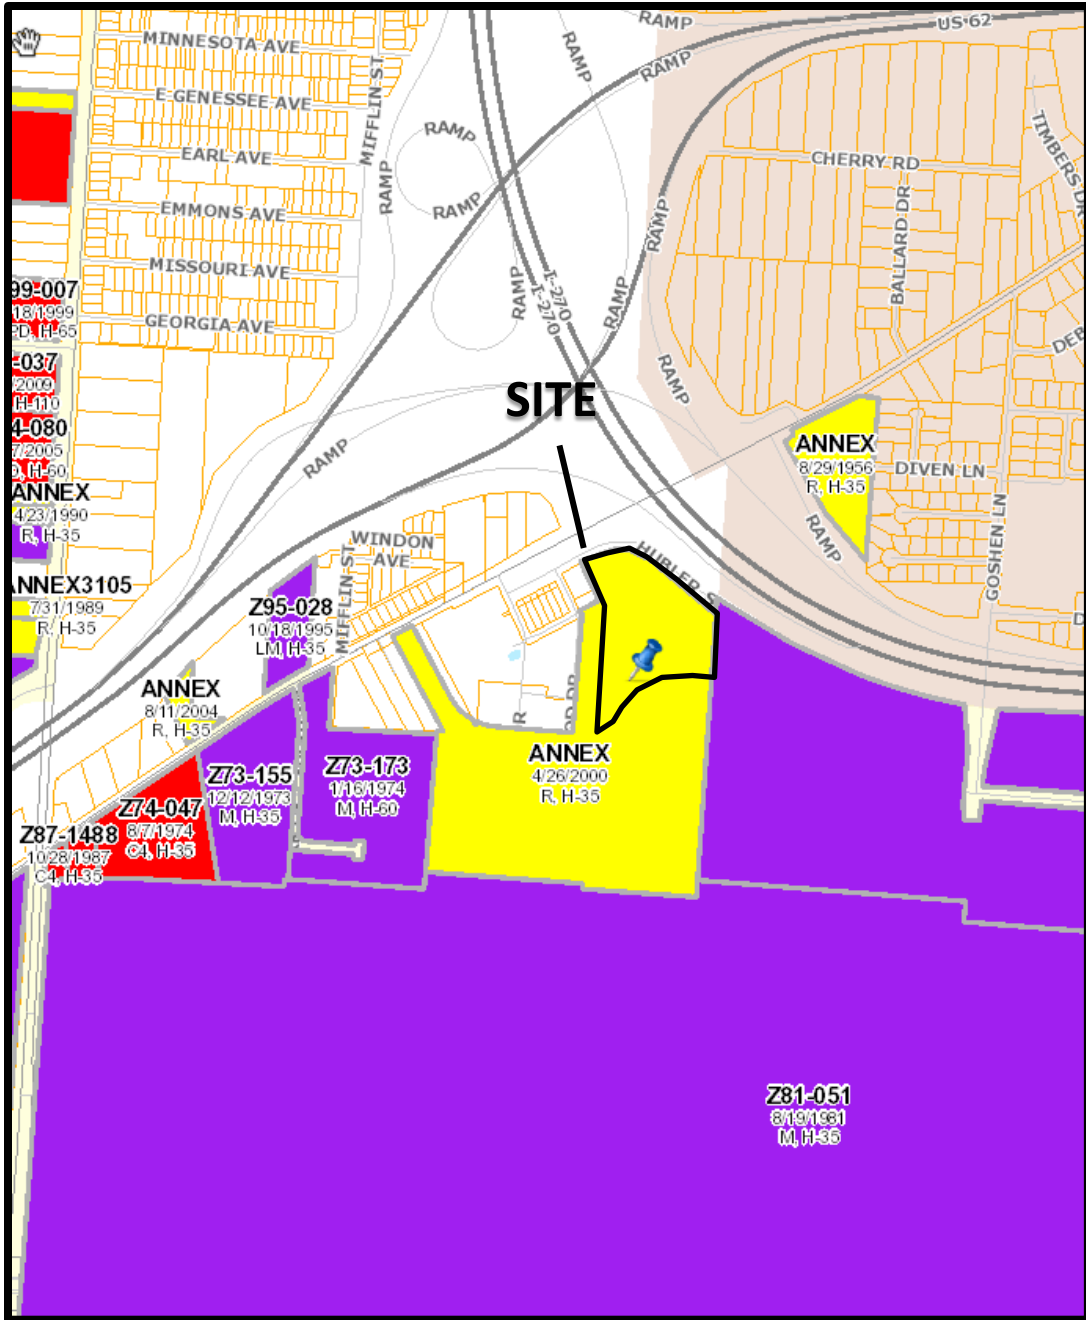 RAMP
US 62
MINNESOTA AVE
RAMP
RAMP
E GENESSEE AVE
MIFFLIN ST
RAMP
EARL AVE
CHERRY RD
RAMP
RAMP
EMMONS AVE
RAMP
BALLARD DR
MISSOURI AVE
RAMP
I-270
I-270
RAMP
99-007
18/1999
H-65
GEORGIA AVE
-037
2009
H-110
RAMP
SITE
4-080
7/2005
H-60
RAMP
ANNEX
8/29/1956
R, H-35
DIVEN LN
ANNEX
4/23/1990
R, H-35
RAMP
GOSHEN LN
WINDON
AVE
MIFFLIN ST
HUBLER
ANNEX3105
7/31/1989
R, H-35
Z95-028
10/18/1995
LM, H-35
ANNEX
8/11/2004
R, H-35
R
ANNEX
4/26/2000
R, H-35
Z73-155
12/12/1973
M, H-35
Z73-173
1/16/1974
M, H-60
Z74-047
8/7/1974
C4, H-35
Z87-1488
10/28/1987
C4, H-35
Z81-051
8/19/1981
M, H-35